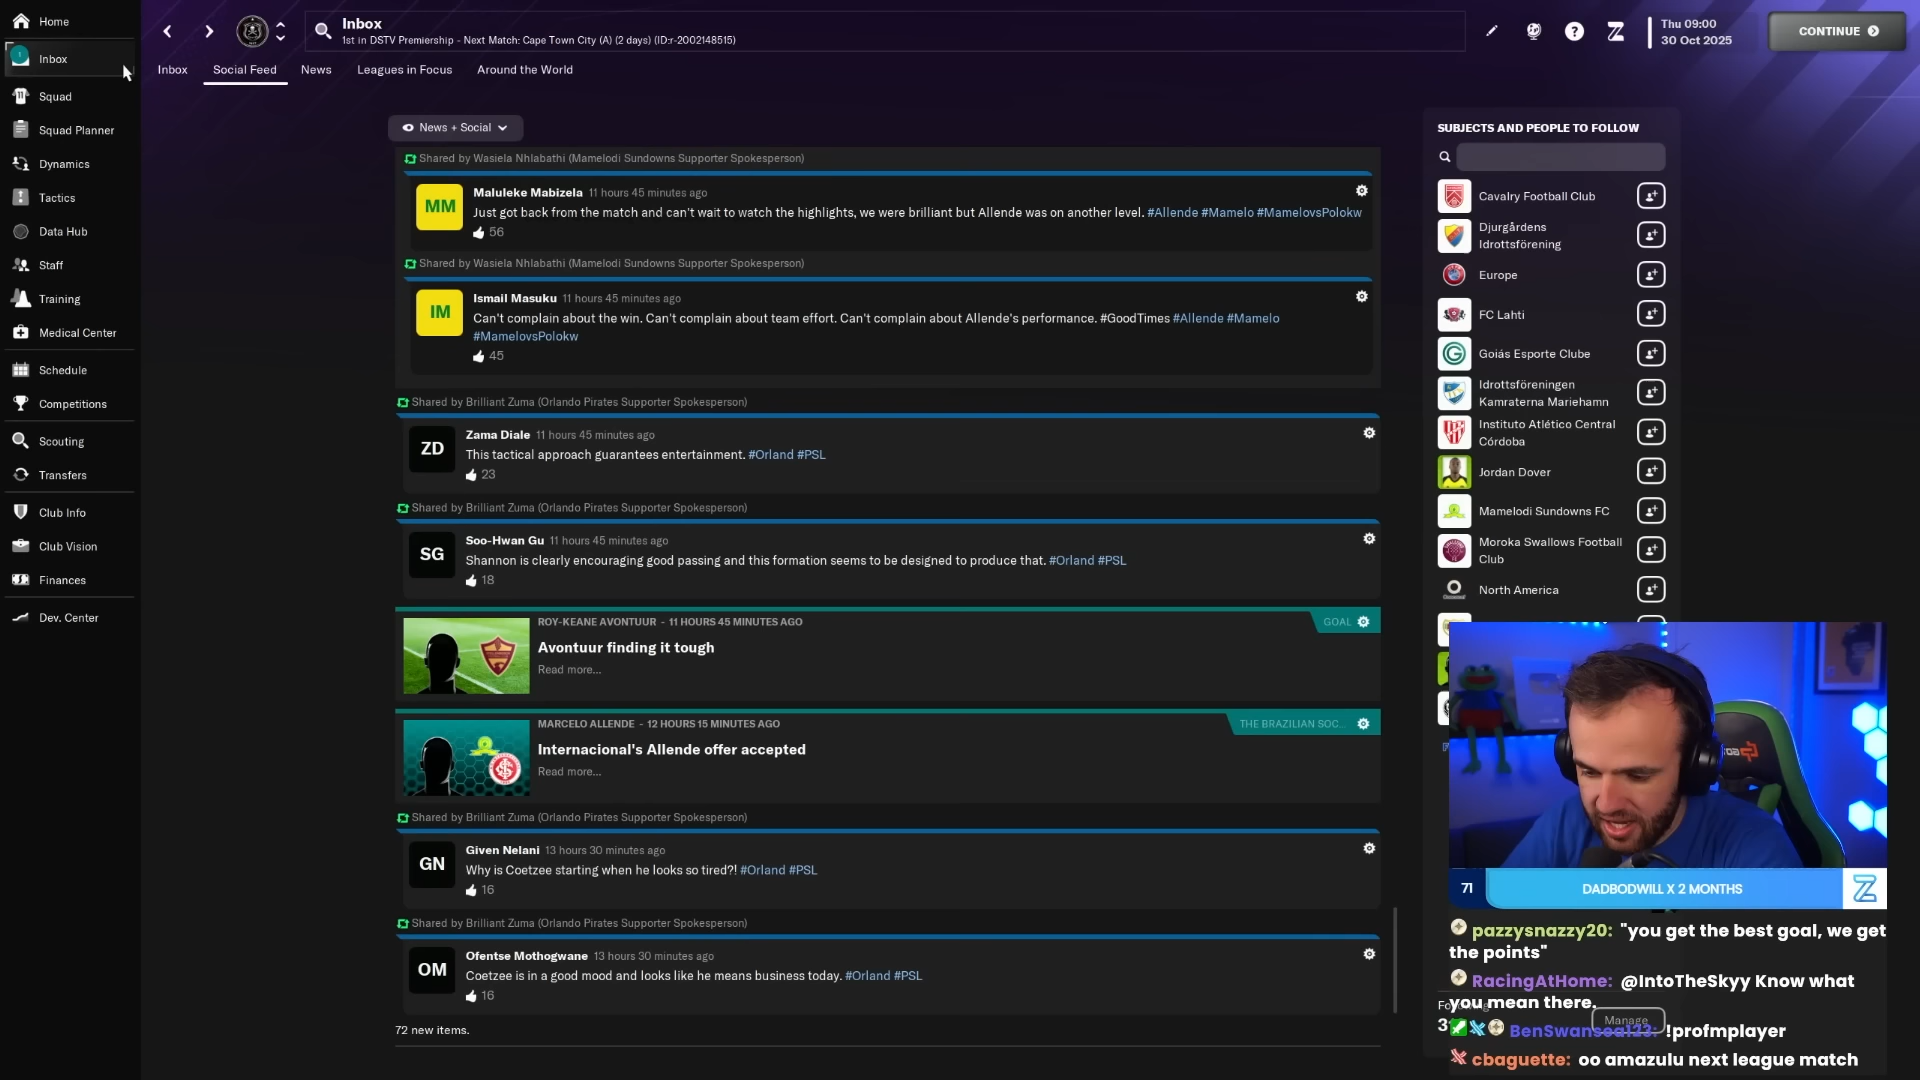 Home
Inbox
1
Squad
Squad Planner
Dynamics
Tactics
Data Hub
Staff
Training
Medical Center
Schedule
Competitions
Scouting
Transfers
Club Info
Club Vision
Finances
Dev. Center
Inbox
1st in DSTV Premiership - Next Match: Cape Town City (A) (2 days) (ID:r-2002148515)
Thu 09:00
30 Oct 2025
CONTINUE
Inbox
Social Feed
News
Leagues in Focus
Around the World
News + Social
Shared by Wasiela Nhlabathi (Mamelodi Sundowns Supporter Spokesperson)
MM
Maluleke Mabizela 11 hours 45 minutes ago
Just got back from the match and can't wait to watch the highlights, we were brilliant but Allende was on another level. #Allende #Mamelo #MamelovsPolokw
56
Shared by Wasiela Nhlabathi (Mamelodi Sundowns Supporter Spokesperson)
IM
Ismail Masuku 11 hours 45 minutes ago
Can't complain about the win. Can't complain about team effort. Can't complain about Allende's performance. #GoodTimes #Allende #Mamelo
#MamelovsPolokw
45
Shared by Brilliant Zuma (Orlando Pirates Supporter Spokesperson)
ZD
Zama Diale 11 hours 45 minutes ago
This tactical approach guarantees entertainment. #Orland #PSL
23
Shared by Brilliant Zuma (Orlando Pirates Supporter Spokesperson)
SG
Soo-Hwan Gu 11 hours 45 minutes ago
Shannon is clearly encouraging good passing and this formation seems to be designed to produce that. #Orland #PSL
18
ROY-KEANE AVONTUUR - 11 HOURS 45 MINUTES AGO
GOAL
Avontuur finding it tough
Read more...
MARCELO ALLENDE - 12 HOURS 15 MINUTES AGO
THE BRAZILIAN SOC...
Internacional's Allende offer accepted
Read more...
Shared by Brilliant Zuma (Orlando Pirates Supporter Spokesperson)
GN
Given Nelani 13 hours 30 minutes ago
Why is Coetzee starting when he looks so tired?! #Orland #PSL
16
Shared by Brilliant Zuma (Orlando Pirates Supporter Spokesperson)
OM
Ofentse Mothogwane 13 hours 30 minutes ago
Coetzee is in a good mood and looks like he means business today. #Orland #PSL
16
72 new items.
SUBJECTS AND PEOPLE TO FOLLOW
Cavalry Football Club
Djurgårdens
Idrottsförening
Europe
FC Lahti
Goiás Esporte Clube
Idrottsföreningen
Kamraterna Mariehamn
Instituto Atlético Central
Córdoba
Jordan Dover
Mamelodi Sundowns FC
Moroka Swallows Football
Club
North America
71
DADBODWILL X 2 MONTHS
pazzysnazzy20: "you get the best goal, we get
the points"
RacingAtHome: @IntoTheSkyy Know what
you mean there.
Manage
BenSwansea123: !profmplayer
cbaguette: oo amazulu next league match